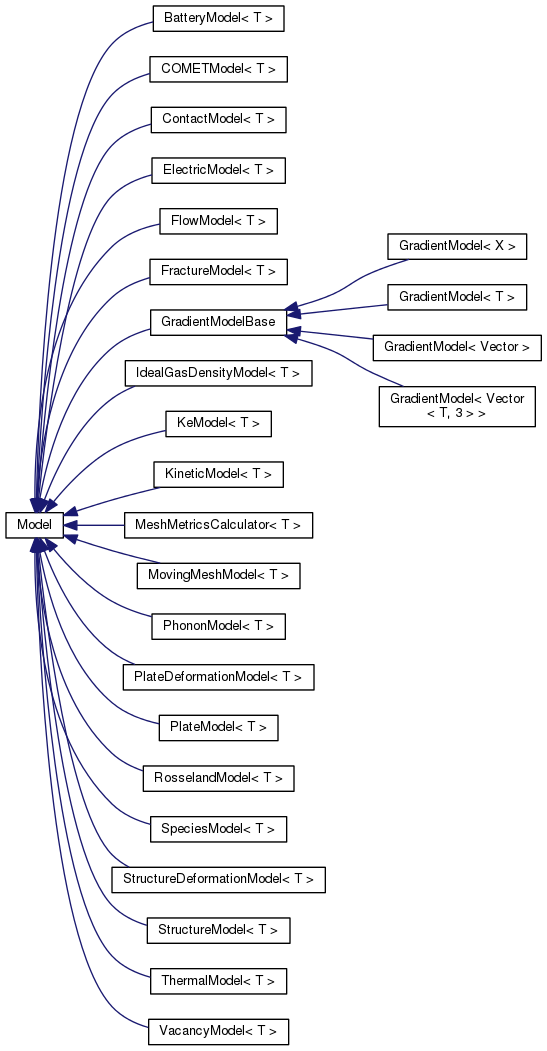 BatteryModel< T >
COMETModel< T >
ContactModel< T >
ElectricModel< T >
FlowModel< T >
GradientModel< X >
FractureModel< T >
GradientModel< T >
GradientModelBase
GradientModel< Vector >
IdealGasDensityModel< T >
GradientModel< Vector
< T, 3 > >
KeModel< T >
KineticModel< T >
Model
MeshMetricsCalculator< T >
MovingMeshModel< T >
PhononModel< T >
PlateDeformationModel< T >
PlateModel< T >
RosselandModel< T >
SpeciesModel< T >
StructureDeformationModel< T >
StructureModel< T >
ThermalModel< T >
VacancyModel< T >